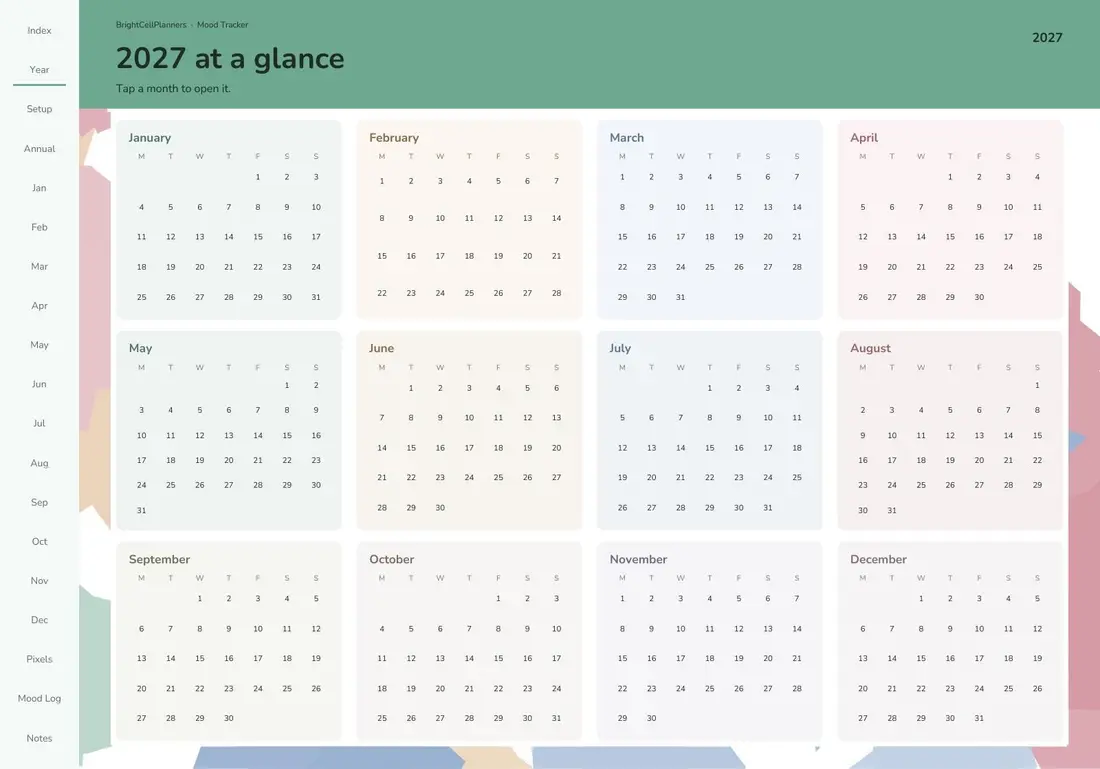 Index
Year
Setup
Annual
Jan
Feb
Mar
Apr
May
Jun
Jul
Aug
Sep
Oct
Nov
Dec
Pixels
Mood Log
Notes
BrightCellPlanners · Mood Tracker
2027 at a glance
Tap a month to open it.
2027
January
M T W T F S S
1 2 3
4 5 6 7 8 9 10
11 12 13 14 15 16 17
18 19 20 21 22 23 24
25 26 27 28 29 30 31
February
M T W T F S S
1 2 3 4 5 6 7
8 9 10 11 12 13 14
15 16 17 18 19 20 21
22 23 24 25 26 27 28
March
M T W T F S S
1 2 3 4 5 6 7
8 9 10 11 12 13 14
15 16 17 18 19 20 21
22 23 24 25 26 27 28
29 30 31
April
M T W T F S S
1 2 3 4
5 6 7 8 9 10 11
12 13 14 15 16 17 18
19 20 21 22 23 24 25
26 27 28 29 30
May
M T W T F S S
1 2
3 4 5 6 7 8 9
10 11 12 13 14 15 16
17 18 19 20 21 22 23
24 25 26 27 28 29 30
31
June
M T W T F S S
1 2 3 4 5 6
7 8 9 10 11 12 13
14 15 16 17 18 19 20
21 22 23 24 25 26 27
28 29 30
July
M T W T F S S
1 2 3 4
5 6 7 8 9 10 11
12 13 14 15 16 17 18
19 20 21 22 23 24 25
26 27 28 29 30 31
August
M T W T F S S
1
2 3 4 5 6 7 8
9 10 11 12 13 14 15
16 17 18 19 20 21 22
23 24 25 26 27 28 29
30 31
September
M T W T F S S
1 2 3 4 5
6 7 8 9 10 11 12
13 14 15 16 17 18 19
20 21 22 23 24 25 26
27 28 29 30
October
M T W T F S S
1 2 3
4 5 6 7 8 9 10
11 12 13 14 15 16 17
18 19 20 21 22 23 24
25 26 27 28 29 30 31
November
M T W T F S S
1 2 3 4 5 6 7
8 9 10 11 12 13 14
15 16 17 18 19 20 21
22 23 24 25 26 27 28
29 30
December
M T W T F S S
1 2 3 4 5
6 7 8 9 10 11 12
13 14 15 16 17 18 19
20 21 22 23 24 25 26
27 28 29 30 31